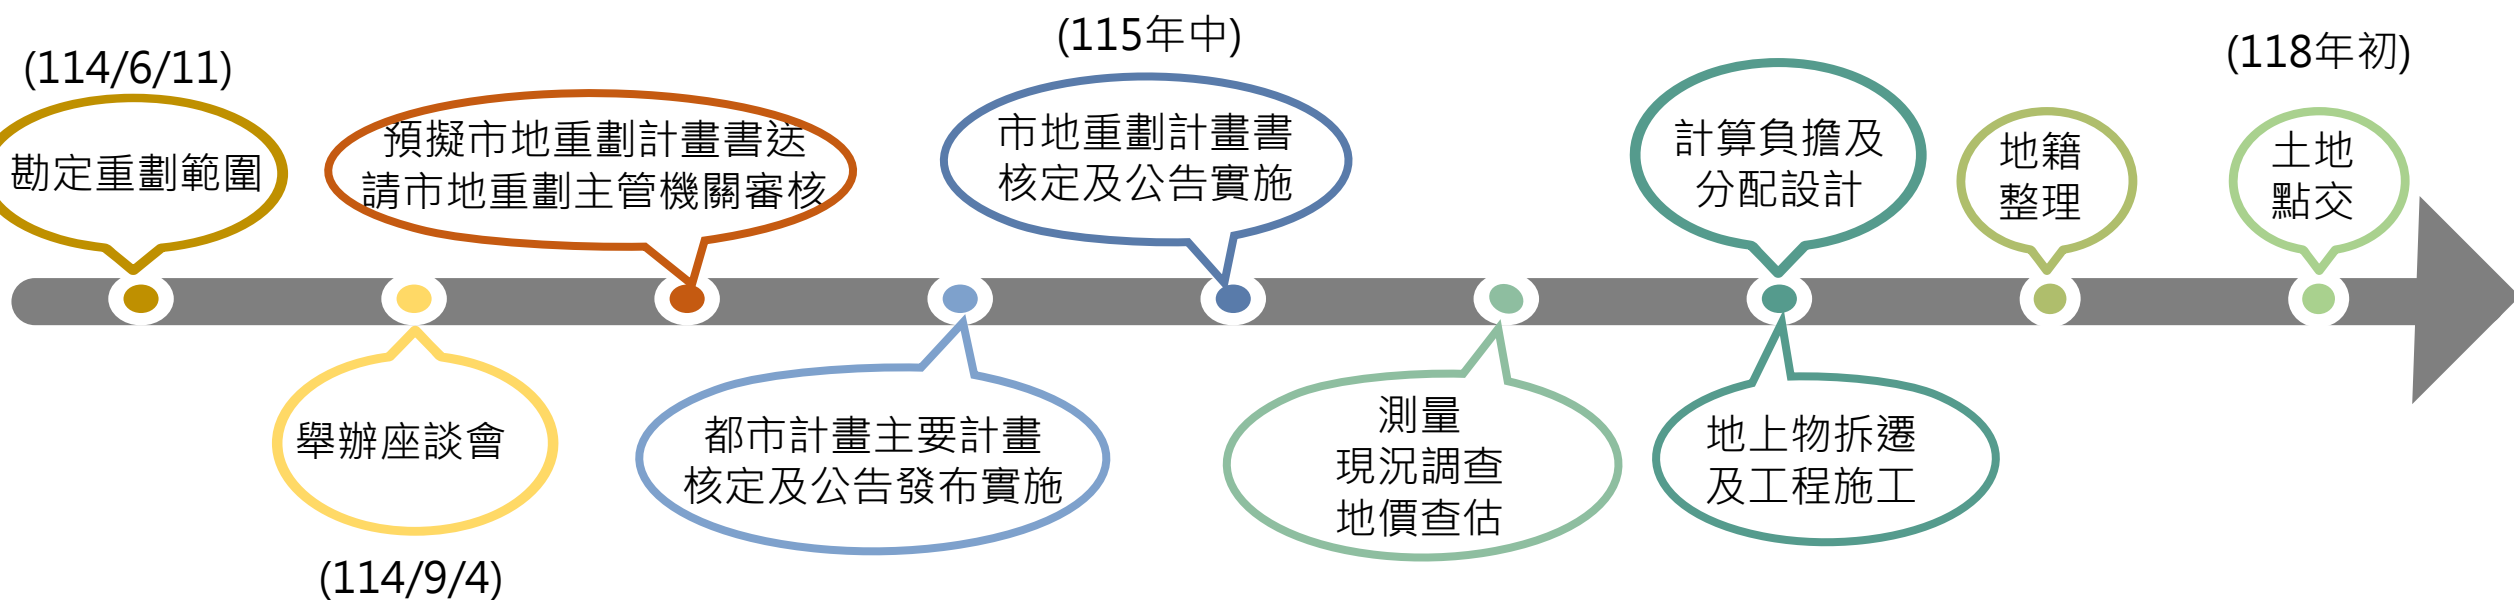 (114/6/11)
勘定重劃範圍
舉辦座談會
(114/9/4)
預擬市地重劃計畫書送
請市地重劃主管機關審核
都市計畫主要計畫
核定及公告發布實施
(115年中)
市地重劃計畫書
核定及公告實施
測量
現況調查
地價查估
計算負擔及
分配設計
地上物拆遷
及工程施工
地籍
整理
(118年初)
土地
點交